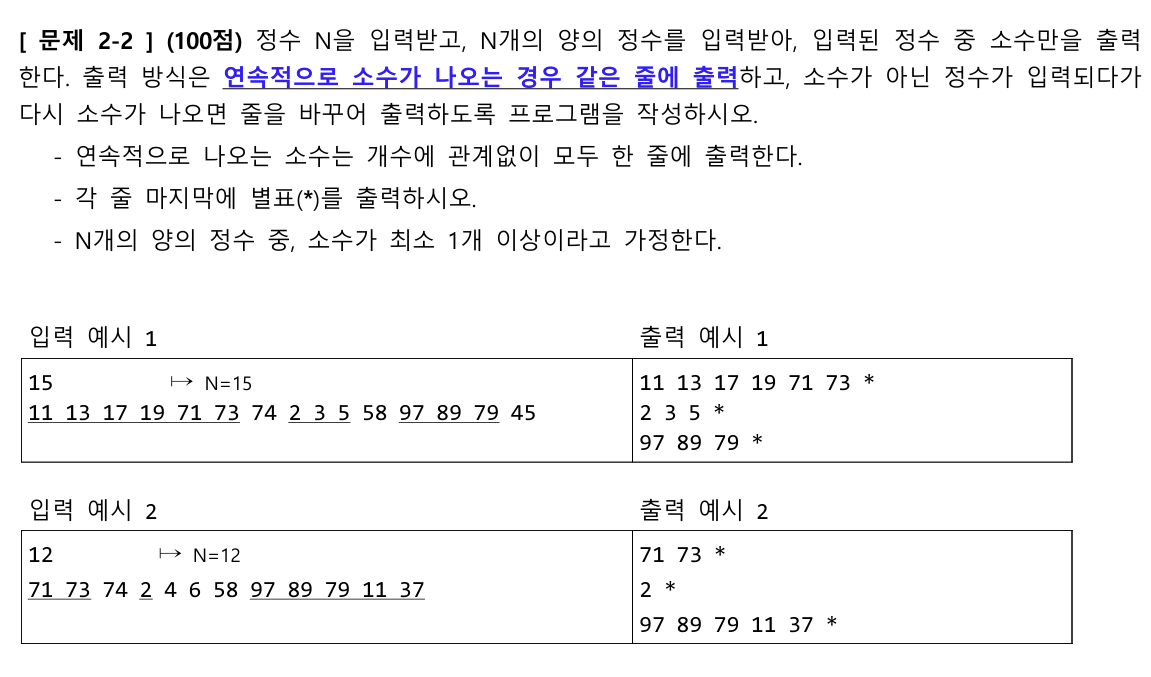 [ 문제 2-2 ] (100점) 정수 N을 입력받고, N개의 양의 정수를 입력받아, 입력된 정수 중 소수만을 출력
한다. 출력 방식은 연속적으로 소수가 나오는 경우 같은 줄에 출력하고, 소수가 아닌 정수가 입력되다가
다시 소수가 나오면 줄을 바꾸어 출력하도록 프로그램을 작성하시오.
- 연속적으로 나오는 소수는 개수에 관계없이 모두 한 줄에 출력한다.
- 각 줄 마지막에 별표(*)를 출력하시오.
- N개의 양의 정수 중, 소수가 최소 1개 이상이라고 가정한다.
입력 예시 1
15 ↦ N=15
11 13 17 19 71 73 74 2 3 5 58 97 89 79 45
출력 예시 1
11 13 17 19 71 73 *
2 3 5 *
97 89 79 *
입력 예시 2
12 ↦ N=12
71 73 74 2 4 6 58 97 89 79 11 37
출력 예시 2
71 73 *
2 *
97 89 79 11 37 *